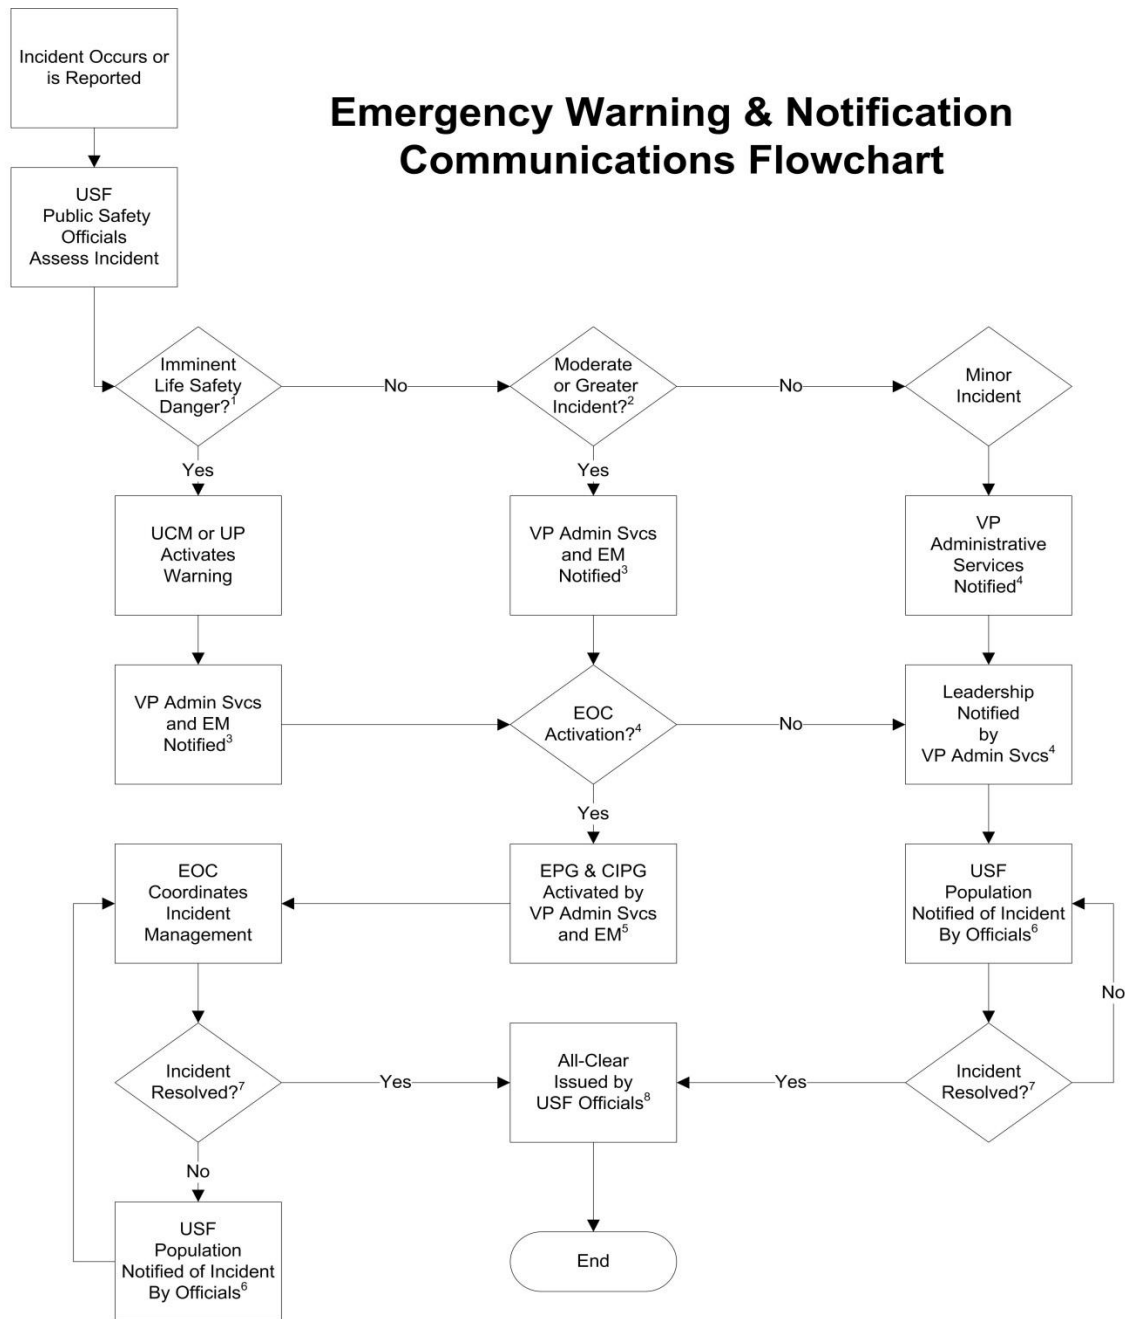 Incident Occurs or
is Reported
Emergency Warning & Notification
Communications Flowchart
USF
Public Safety
Officials
Assess Incident
Imminent
Life Safety
Danger?1
No
Moderate
or Greater
Incident?2
No
Minor
Incident
Yes
Yes
UCM or UP
Activates
Warning
VP Admin Svcs
and EM
Notified3
VP
Administrative
Services
Notified4
VP Admin Svcs
and EM
Notified3
EOC
Activation?4
No
Leadership
Notified
by
VP Admin Svcs4
Yes
EOC
Coordinates
Incident
Management
EPG & CIPG
Activated by
VP Admin Svcs
and EM5
USF
Population
Notified of Incident
By Officials6
No
Incident
Resolved?7
Yes
All-Clear
Issued by
USF Officials8
Yes
Incident
Resolved?7
No
USF
Population
Notified of Incident
By Officials6
End